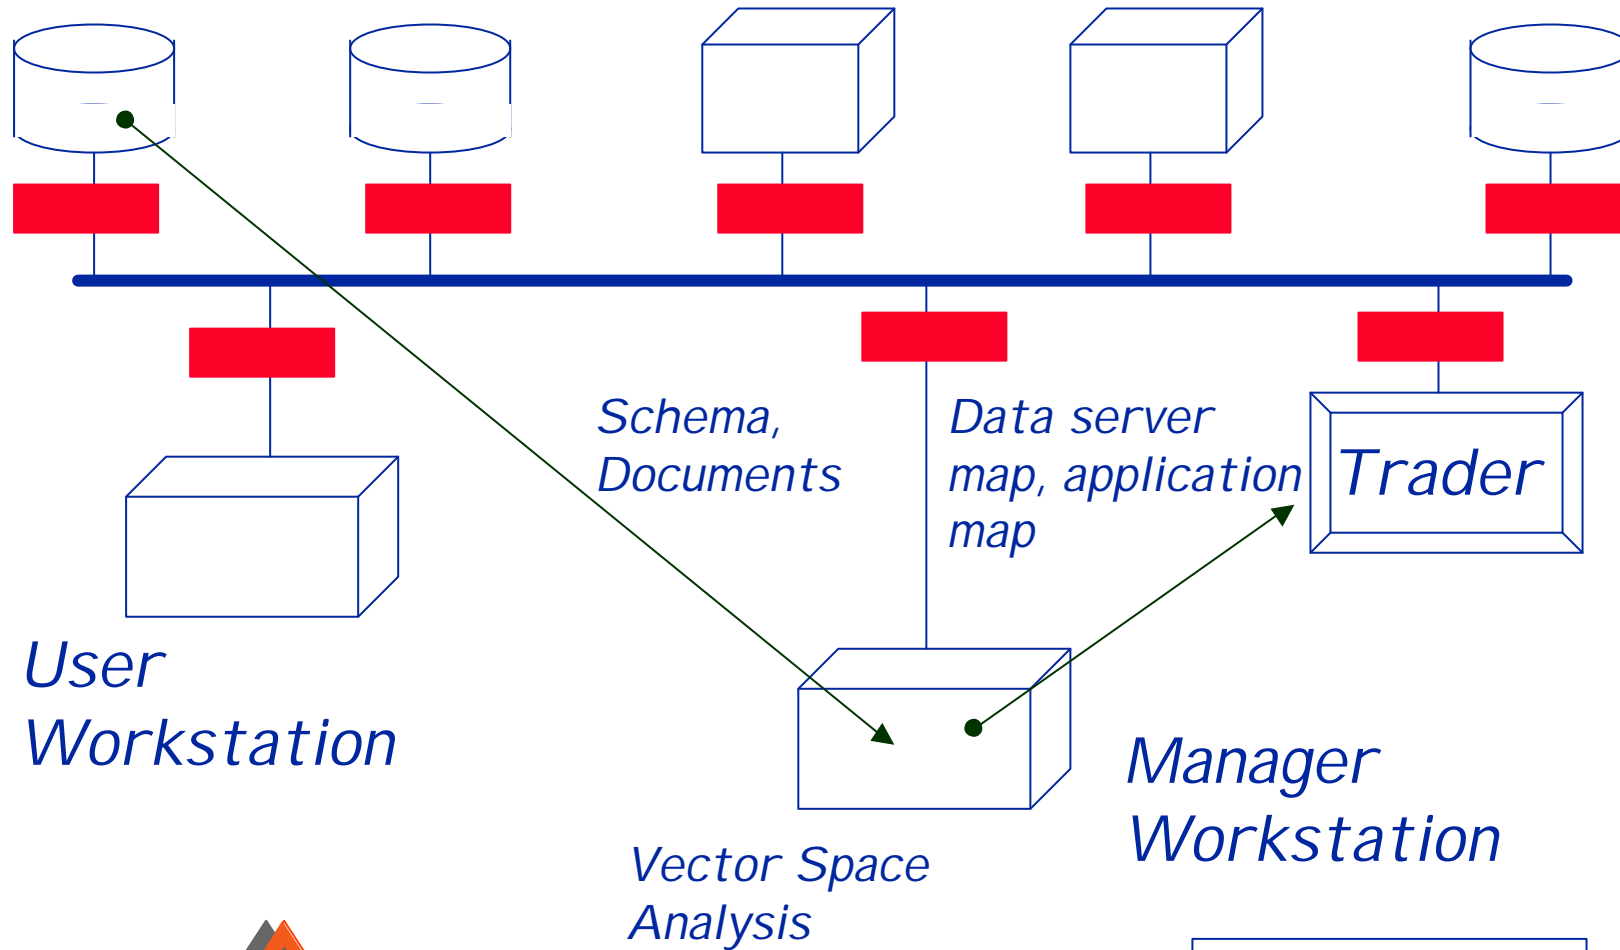 Schema,
Documents
Data server
map, application
map
Trader
User
Workstation
Manager
Workstation
Vector Space
Analysis